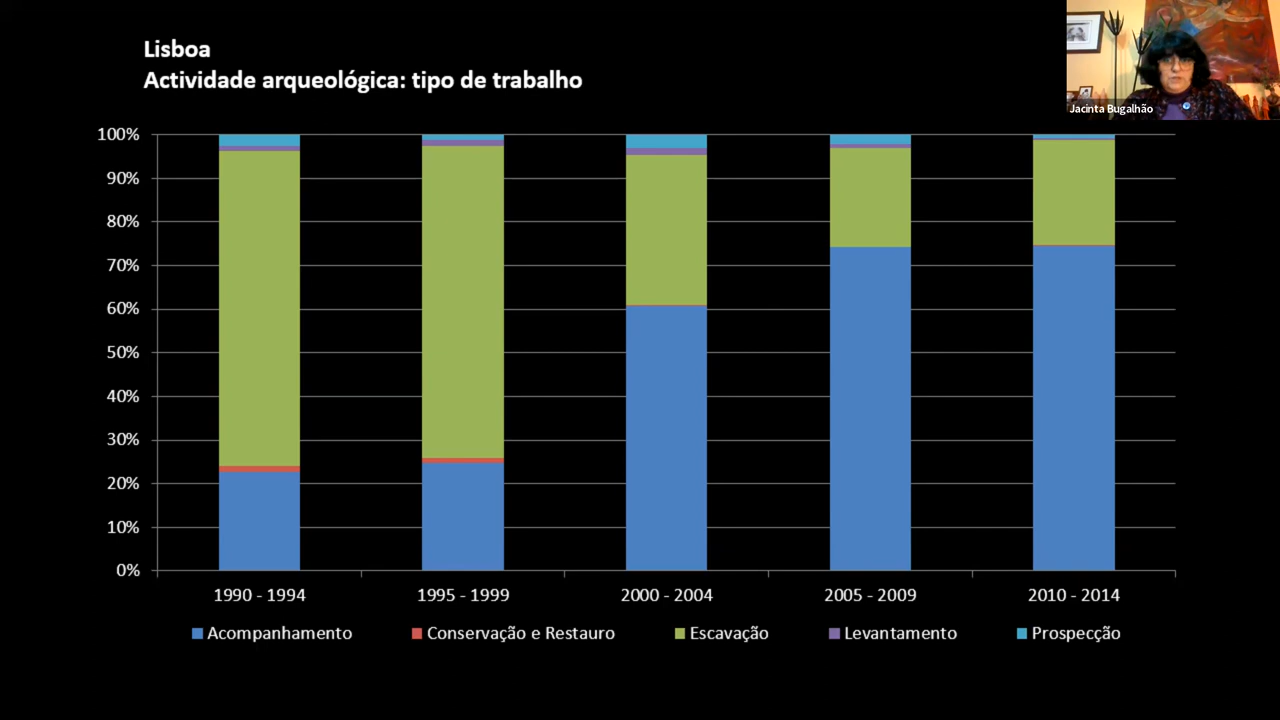 Lisboa
Actividade arqueológica: tipo de trabalho
Jacinta Bugalhão
100%
90%
80%
70%
60%
50%
40%
30%
20%
10%
0%
1990 - 1994 1995 - 1999 2000 - 2004 2005 - 2009 2010 - 2014
Acompanhamento Conservação e Restauro Escavação Levantamento Prospecção